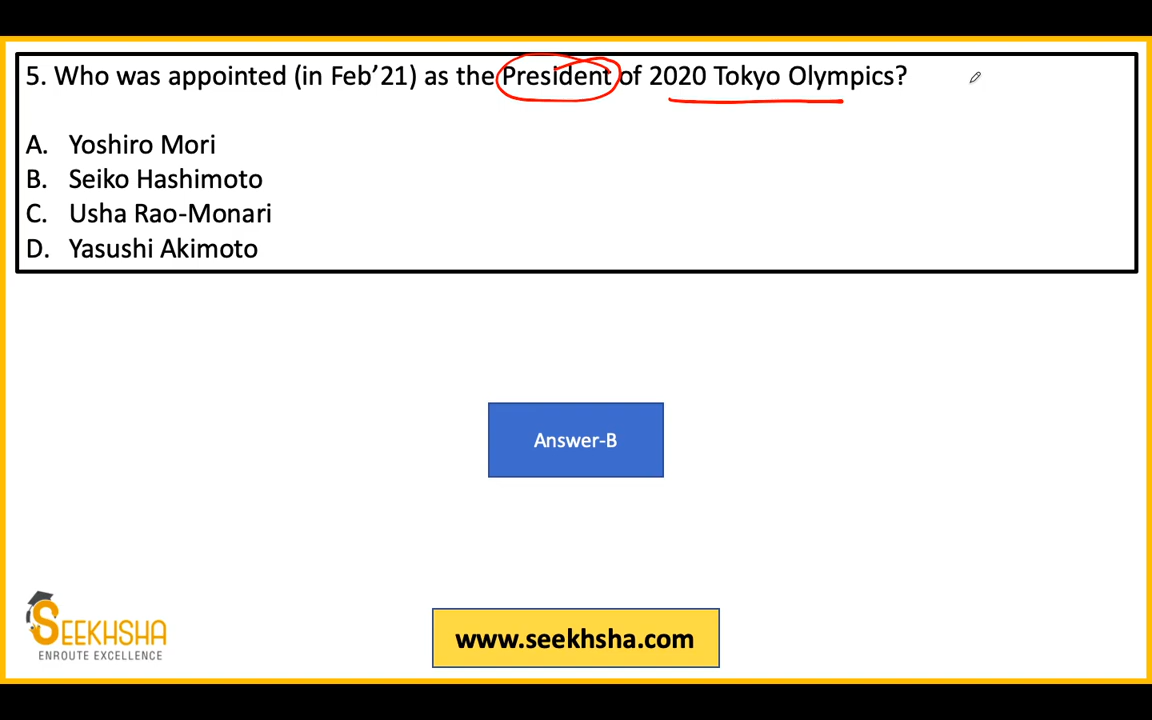 5. Who was appointed (in Feb’21) as the President of 2020 Tokyo Olympics?
A. Yoshiro Mori
B. Seiko Hashimoto
C. Usha Rao-Monari
D. Yasushi Akimoto
Answer-B
SEEKHSHA
ENROUTE EXCELLENCE
www.seekhsha.com